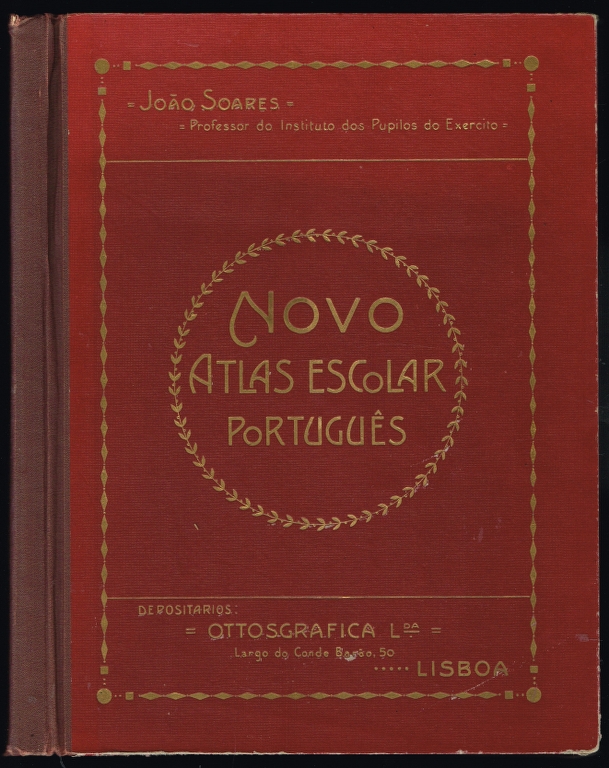 = JOÃO SOARES =
= Professor do Instituto dos Pupilos do Exercito =
NOVO
ATLAS ESCOLAR
PORTUGUÊS
DEPOSITARIOS:
= OTTOSGRAFICA L.DA =
Largo do Conde Barão, 50
..... LISBOA